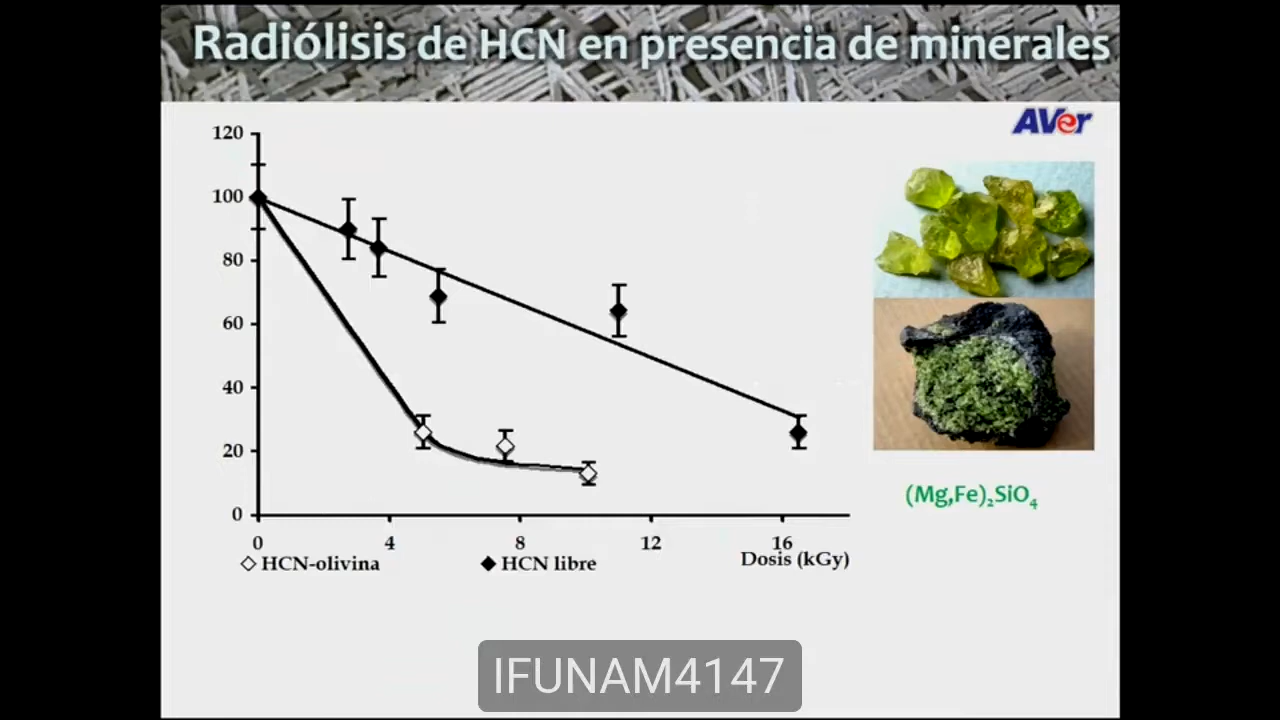 Radiólisis de HCN en presencia de minerales
AVer
120
100
80
60
40
20
0
0 4 8 12 16
HCN-olivina HCN libre Dosis (kGy)
(Mg,Fe)₂SiO₄
IFUNAM4147